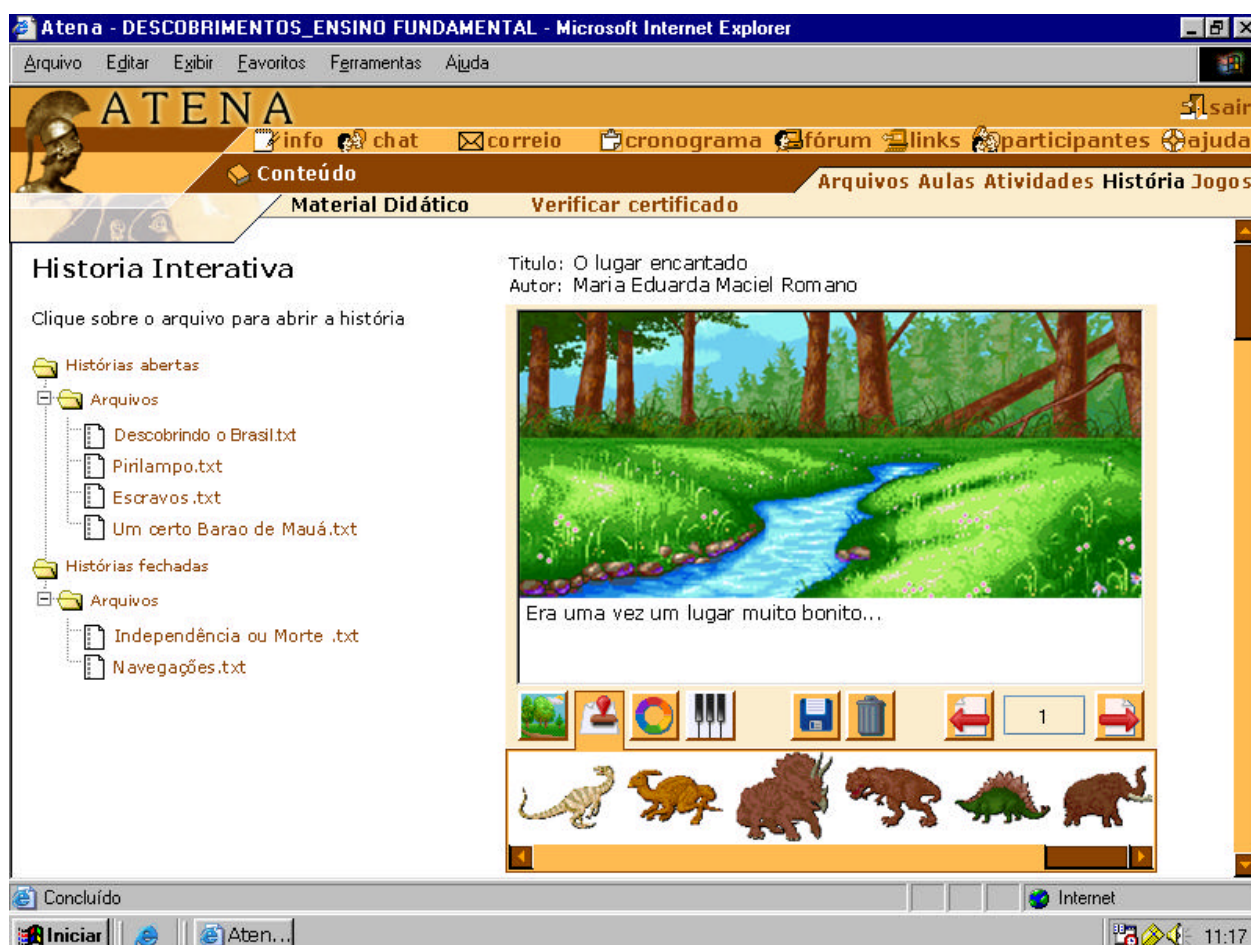 Atena - DESCOBRIMENTOS_ENSINO FUNDAMENTAL - Microsoft Internet Explorer
Arquivo Editar Exibir Favoritos Ferramentas Ajuda
ATENA
sair
info chat correio cronograma fórum links participantes ajuda
Conteúdo
Arquivos Aulas Atividades História Jogos
Material Didático Verificar certificado
Historia Interativa
Clique sobre o arquivo para abrir a história
Histórias abertas
Arquivos
Descobrindo o Brasil.txt
Pirilampo.txt
Escravos .txt
Um certo Barao de Mauá.txt
Histórias fechadas
Arquivos
Independência ou Morte .txt
Navegações.txt
Titulo: O lugar encantado
Autor: Maria Eduarda Maciel Romano
Era uma vez um lugar muito bonito...
1
Concluído
Internet
Iniciar
Aten...
11:17